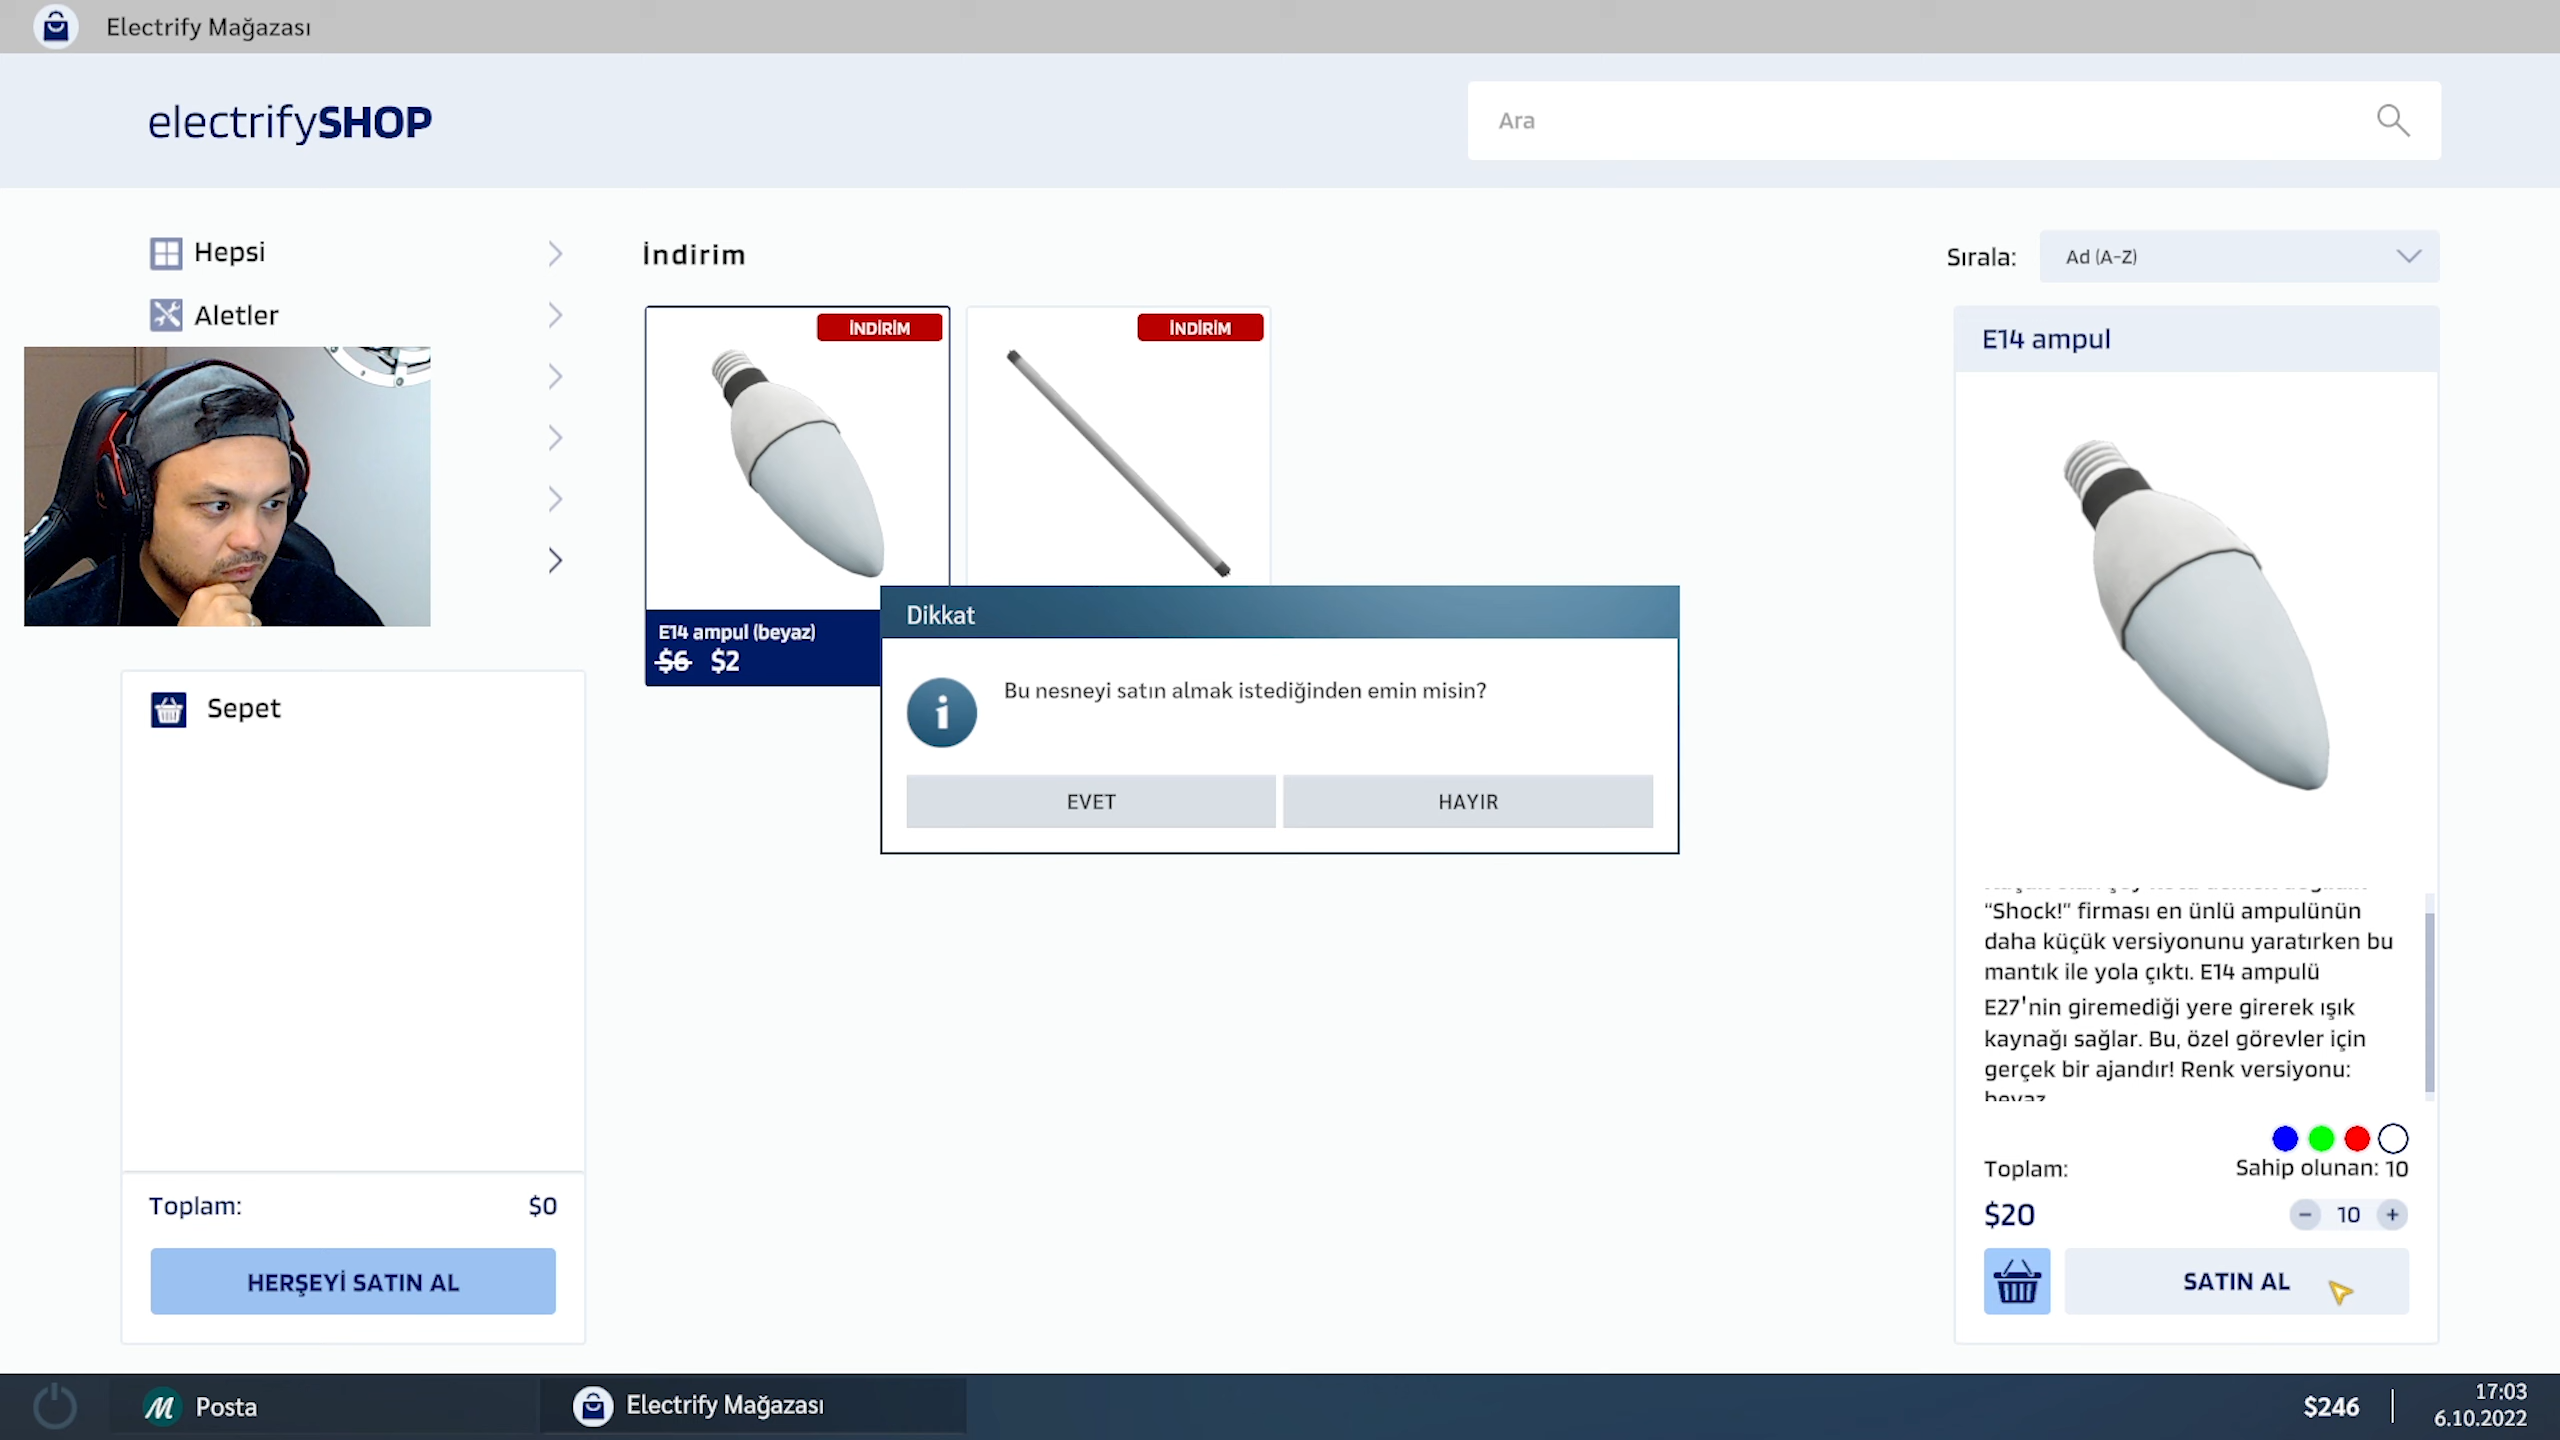 Electrify Mağazası
electrifySHOP
Ara
Hepsi
Aletler
İndirim
Sırala:
Ad (A-Z)
İNDİRİM
İNDİRİM
E14 ampul (beyaz)
$6 $2
Dikkat
Bu nesneyi satın almak istediğinden emin misin?
EVET
HAYIR
Sepet
Toplam:
$0
HERŞEYİ SATIN AL
E14 ampul
“Shock!” firması en ünlü ampulünün
daha küçük versiyonunu yaratırken bu
mantık ile yola çıktı. E14 ampulü
E27'nin giremediği yere girerek ışık
kaynağı sağlar. Bu, özel görevler için
gerçek bir ajandır! Renk versiyonu:
beyaz
Toplam:
Sahip olunan: 10
$20
- 10 +
SATIN AL
Posta
Electrify Mağazası
$246
17:03
6.10.2022